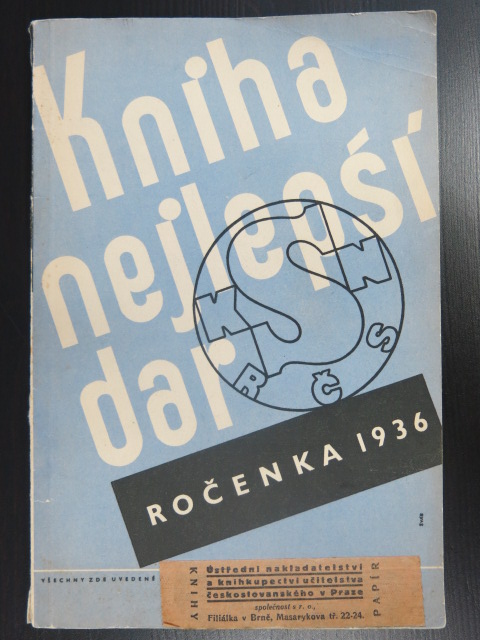 Kniha
nejlepší
dar
S
K N
R Č S
ROČENKA 1936
VŠECHNY ZDE UVEDENÉ
KNIHY
Ústřední nakladatelství
a knihkupectví učitelstva
československého v Praze
společnost s r. o.,
Filiálka v Brně, Masarykova tř. 22-24.
PAPÍR